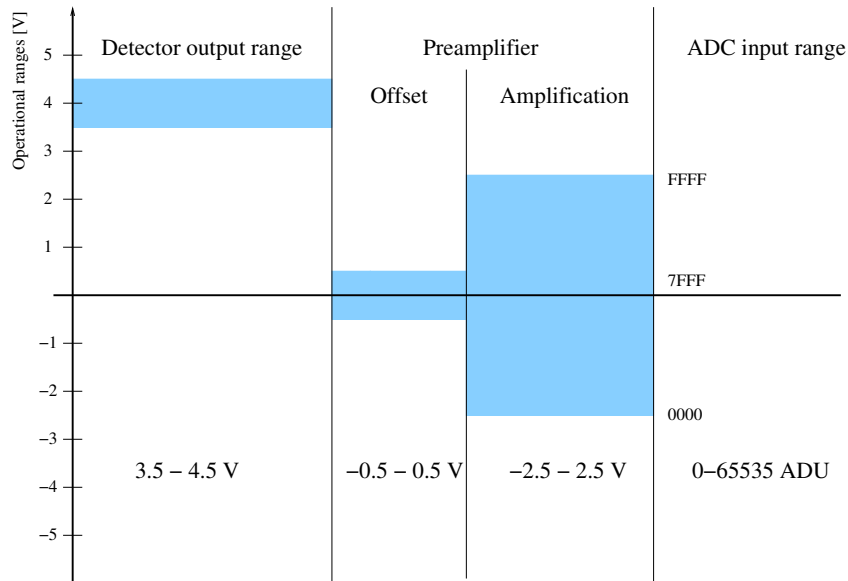 Operational ranges [V]
Detector output range
Preamplifier
ADC input range
Offset
Amplification
5
4
3
2
1
−1
−2
−3
−4
−5
FFFF
7FFF
0000
3.5 − 4.5 V
−0.5 − 0.5 V
−2.5 − 2.5 V
0−65535 ADU